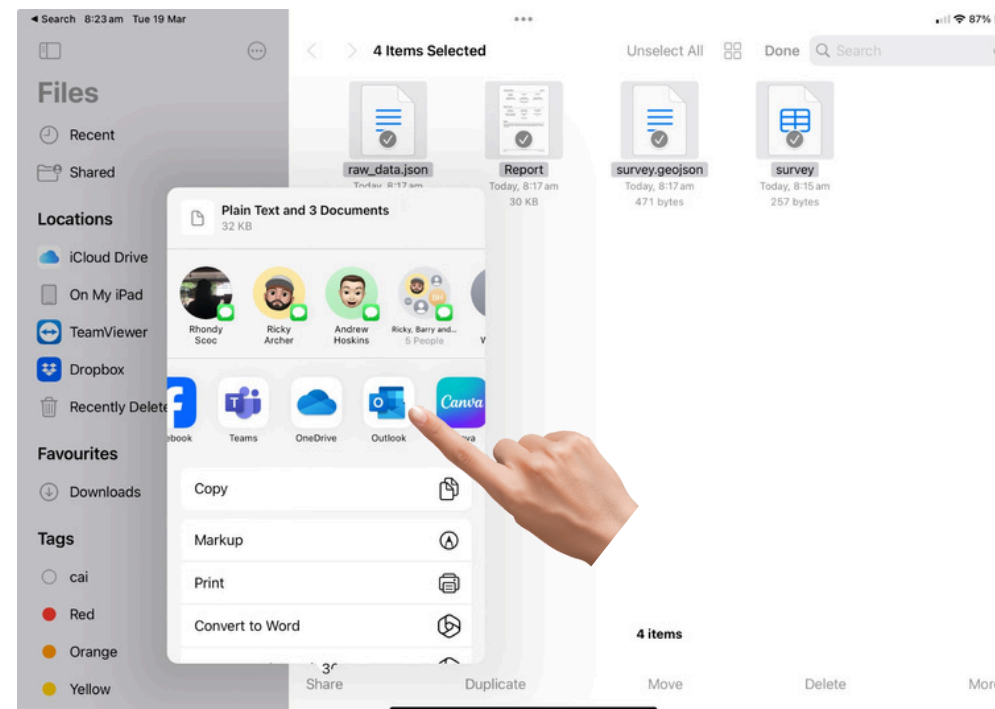 Search 8:23 am Tue 19 Mar
87%
4 Items Selected
Unselect All
Done
Search
Files
Recent
Shared
Locations
iCloud Drive
On My iPad
TeamViewer
Dropbox
Recently Delete
Favourites
Downloads
Tags
cai
Red
Orange
Yellow
raw_data.json
Today, 8:17 am
Report
Today, 8:17 am
30 KB
survey.geojson
Today, 8:17 am
471 bytes
survey
Today, 8:15 am
257 bytes
Plain Text and 3 Documents
32 KB
Rhondy
Scoc
Ricky
Archer
Andrew
Hoskins
BH
Ricky, Barry and...
5 People
Teams
OneDrive
Outlook
Canva
Copy
Markup
Print
Convert to Word
4 items
Share
Duplicate
Move
Delete
More